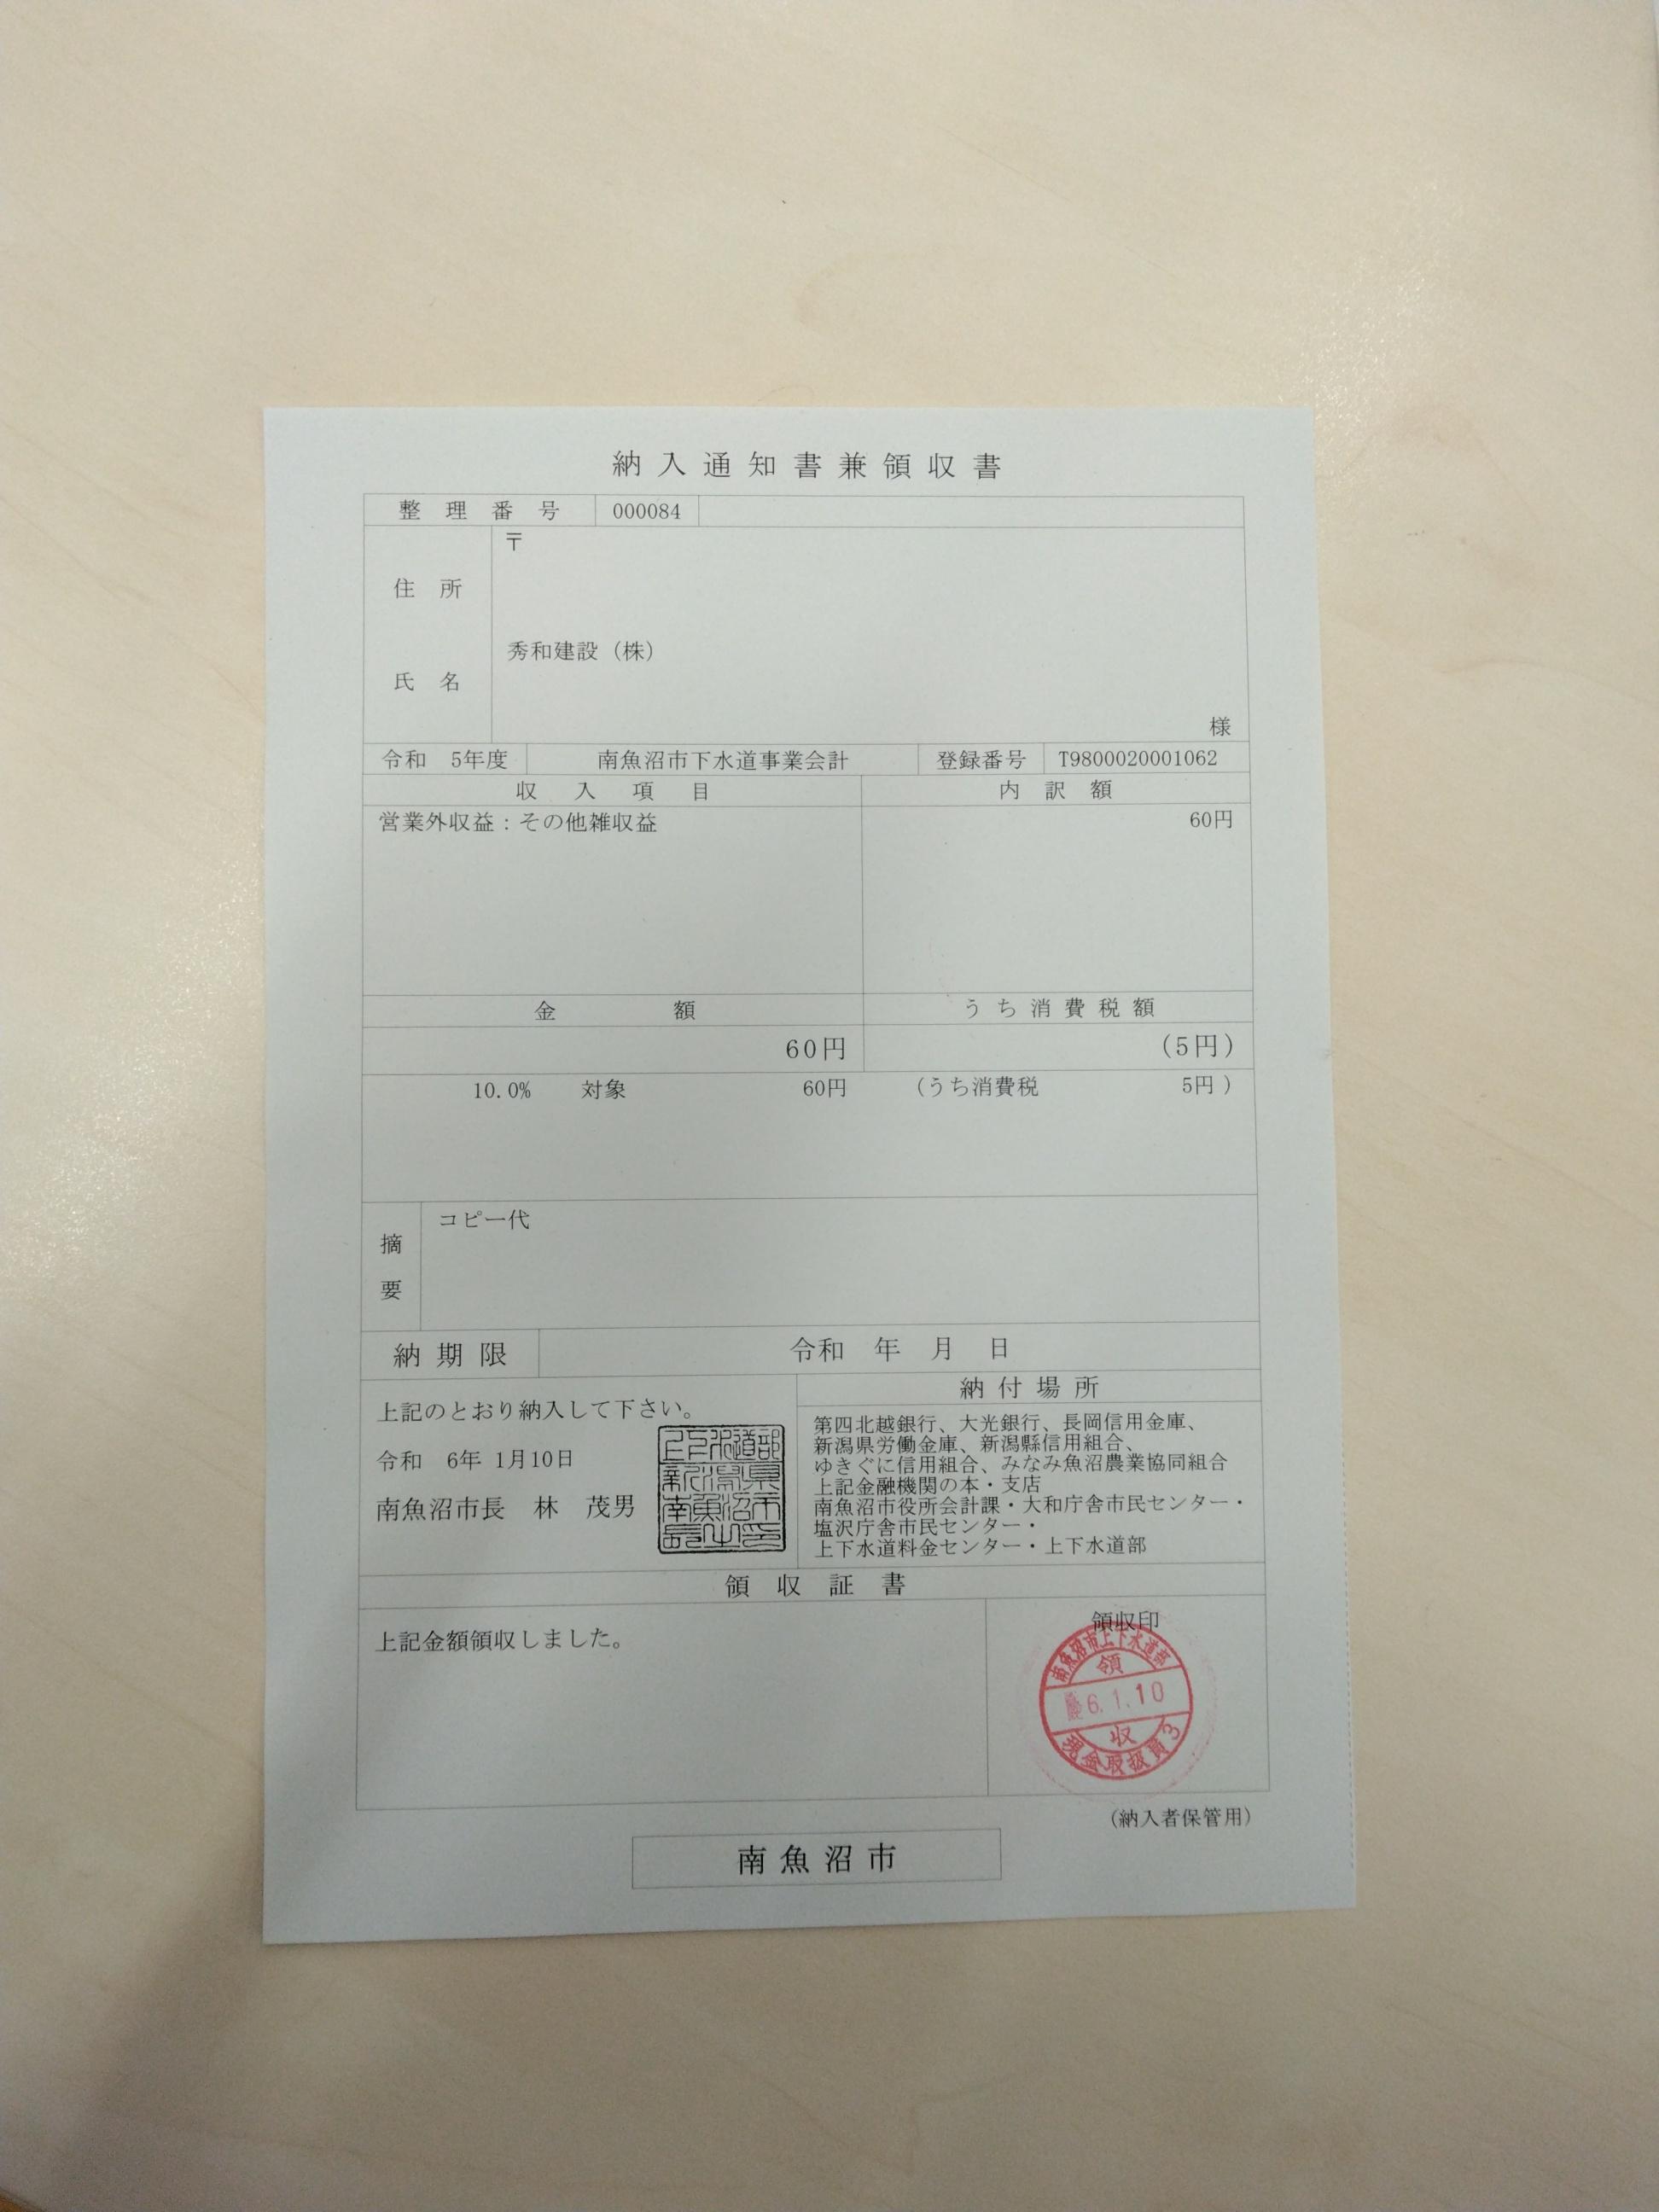 納入通知書兼領収書
整理番号 000084
〒
住所
秀和建設（株）
氏名
様
令和 5年度 南魚沼市下水道事業会計 登録番号 T9800020001062
収入項目 内訳額
営業外収益：その他雑収益 60円
金額 うち消費税額
60円 (5円)
10.0% 対象 60円 (うち消費税 5円)
コピー代
摘要
納期限 令和 年 月 日
上記のとおり納入して下さい。
令和 6年 1月10日
南魚沼市長 林 茂男
上下水道部
新潟県
南魚沼市
長之印
納付場所
第四北越銀行、大光銀行、長岡信用金庫、
新潟県労働金庫、新潟縣信用組合、
ゆきぐに信用組合、みなみ魚沼農業協同組合
上記金融機関の本・支店
南魚沼市役所会計課・大和庁舎市民センター・
塩沢庁舎市民センター・
上下水道料金センター・上下水道部
領収証書
上記金額領収しました。
領収印
南魚沼市上下水道部
領
6.1.10
収
現金取扱員3
(納入者保管用)
南魚沼市